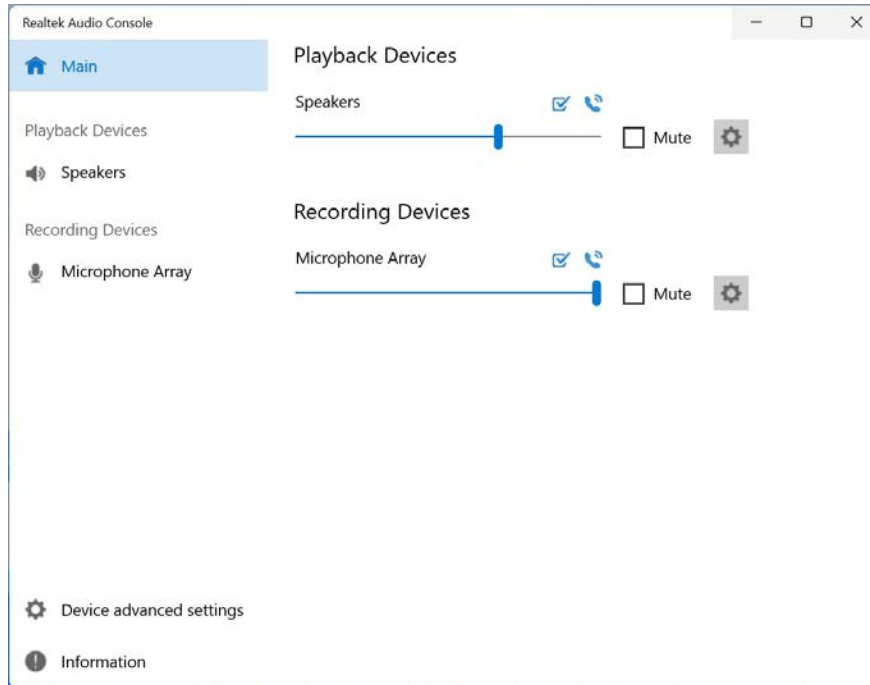 Realtek Audio Console
Main
Playback Devices
Speakers
Recording Devices
Microphone Array
Device advanced settings
Information
Playback Devices
Speakers
Mute
Recording Devices
Microphone Array
Mute